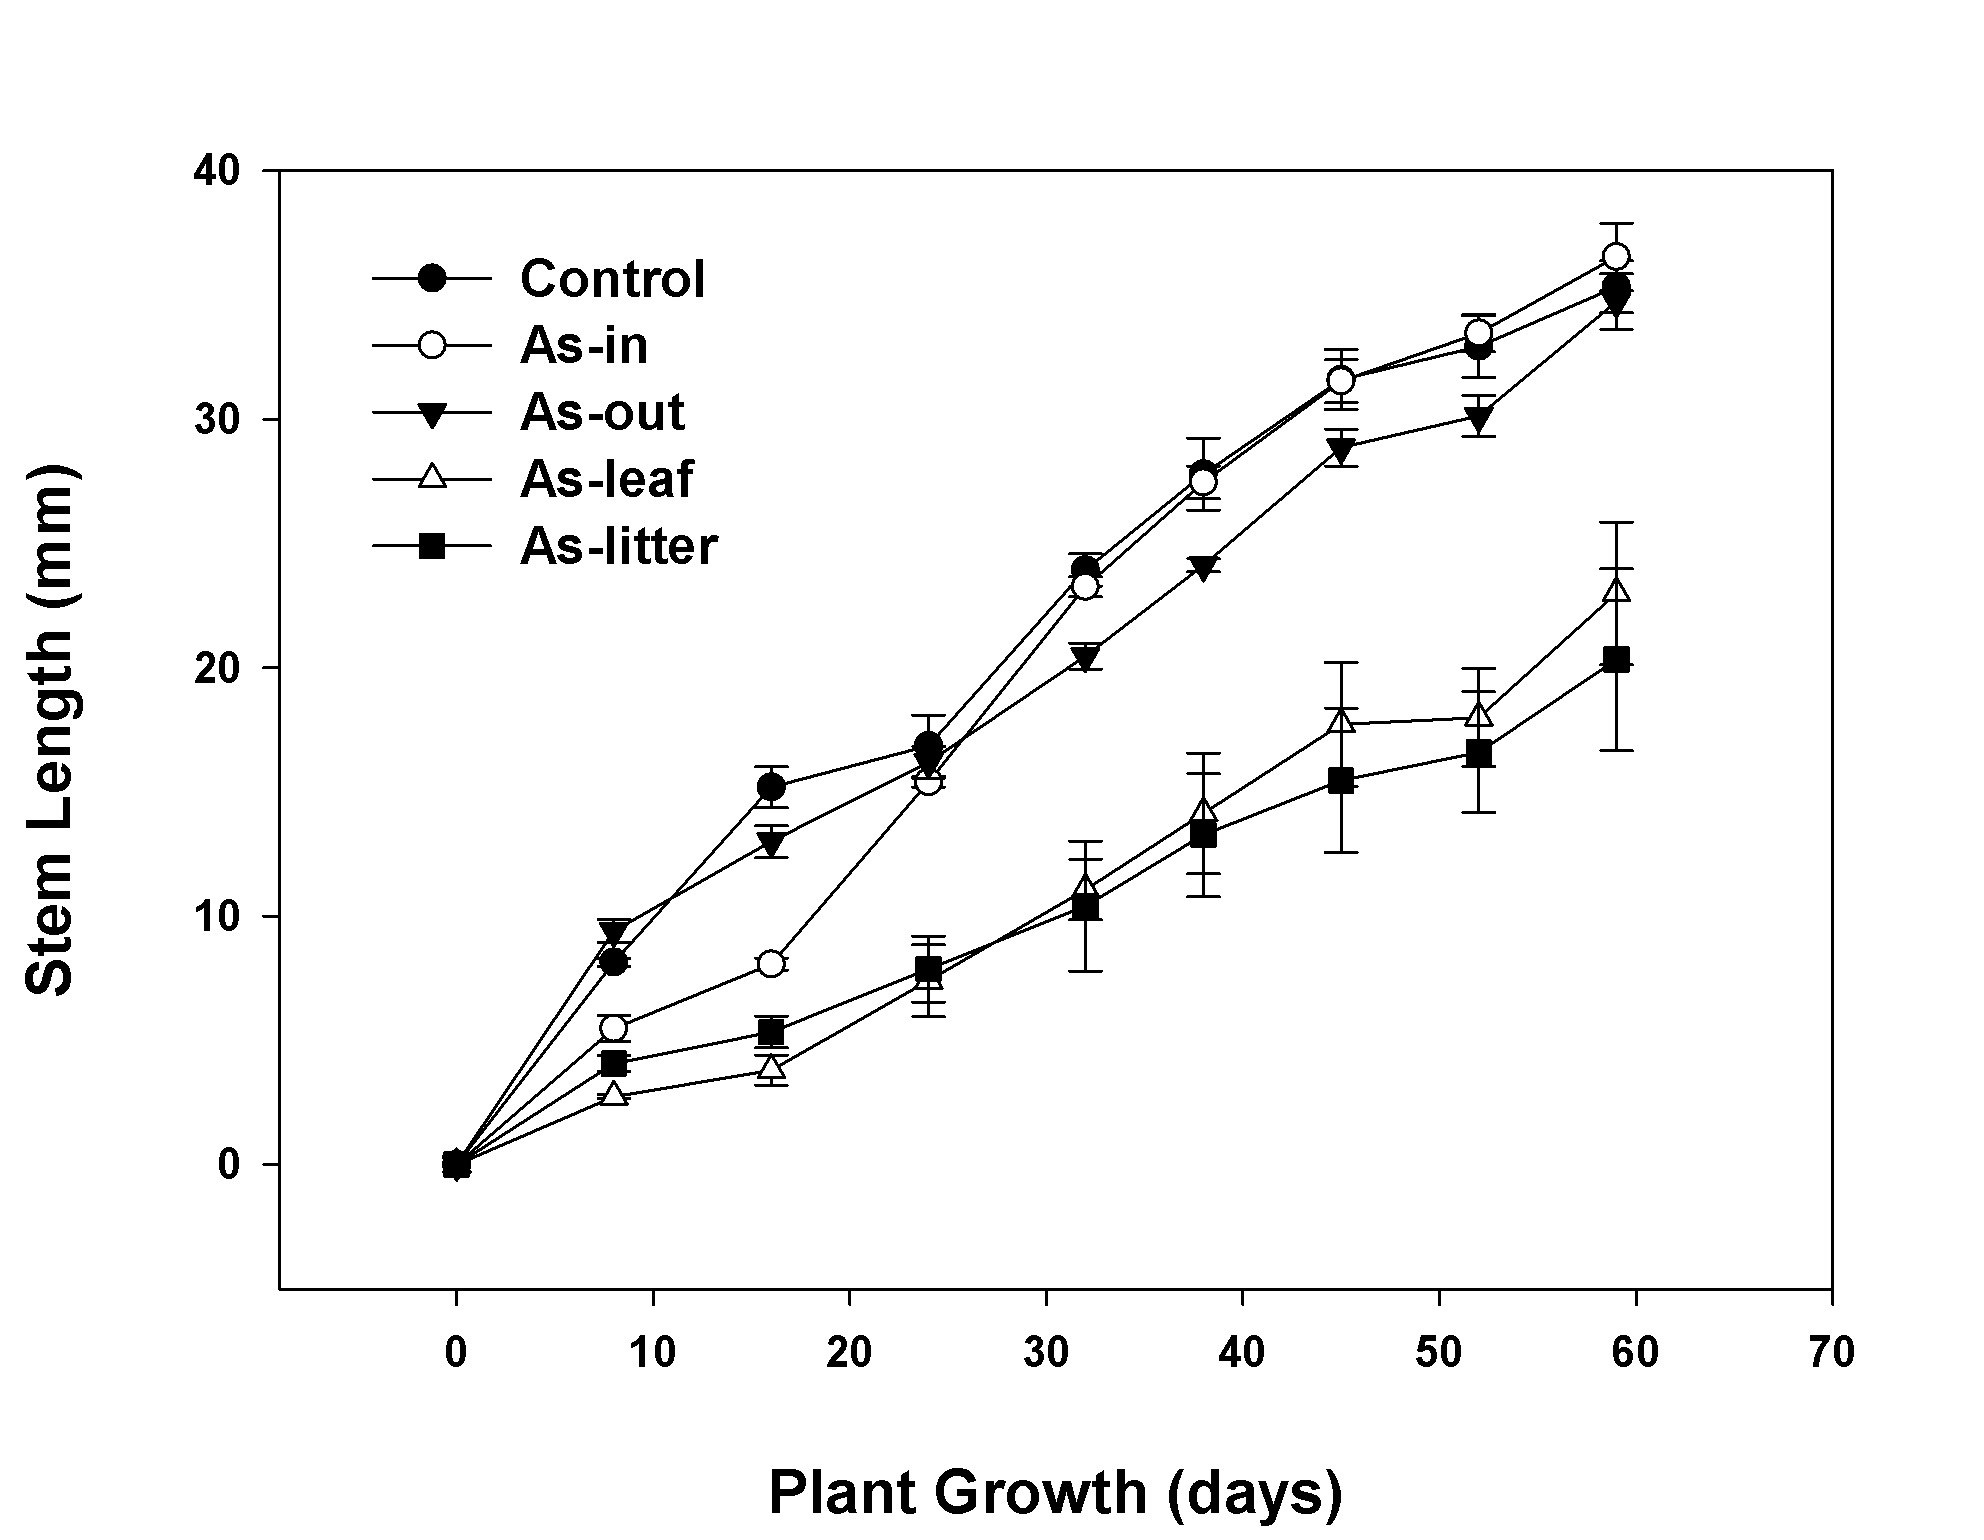 40
30
20
10
0
Stem Length (mm)
Control
As-in
As-out
As-leaf
As-litter
0 10 20 30 40 50 60 70
Plant Growth (days)